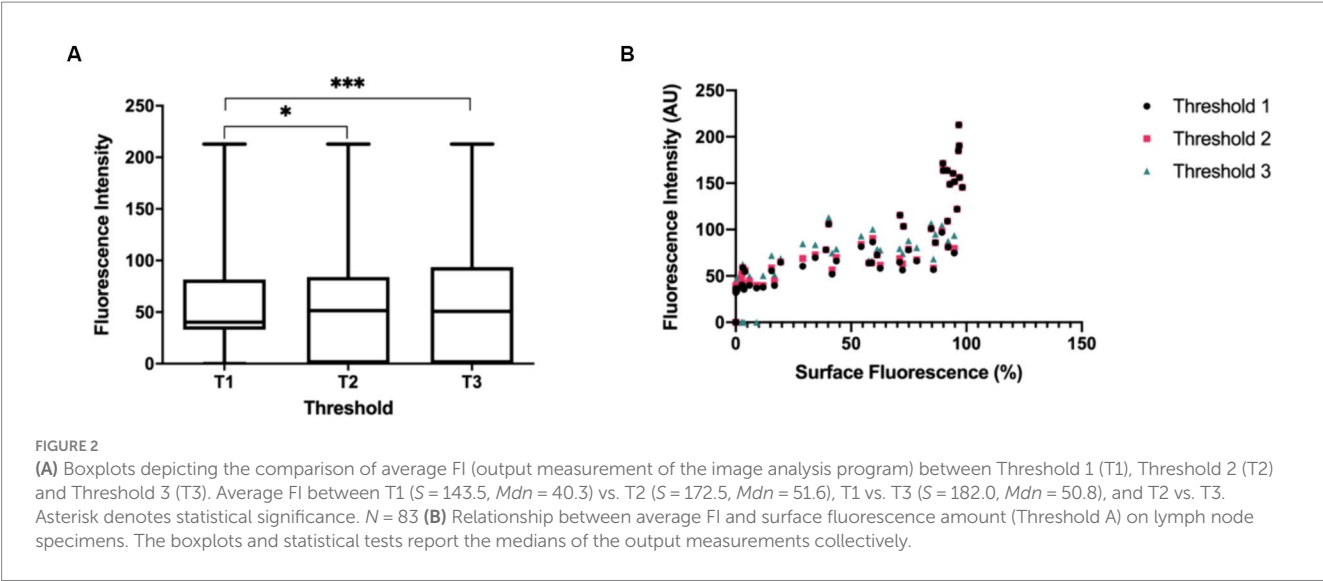 A
B
***
*
250
200
150
100
50
0
Fluorescence Intensity
T1
T2
T3
Threshold
250
200
150
100
50
0
Fluorescence Intensity (AU)
0
50
100
150
Surface Fluorescence (%)
Threshold 1
Threshold 2
Threshold 3
FIGURE 2
(A) Boxplots depicting the comparison of average FI (output measurement of the image analysis program) between Threshold 1 (T1), Threshold 2 (T2)
and Threshold 3 (T3). Average FI between T1 (S = 143.5, Mdn = 40.3) vs. T2 (S = 172.5, Mdn = 51.6), T1 vs. T3 (S = 182.0, Mdn = 50.8), and T2 vs. T3.
Asterisk denotes statistical significance. N = 83 (B) Relationship between average FI and surface fluorescence amount (Threshold A) on lymph node
specimens. The boxplots and statistical tests report the medians of the output measurements collectively.